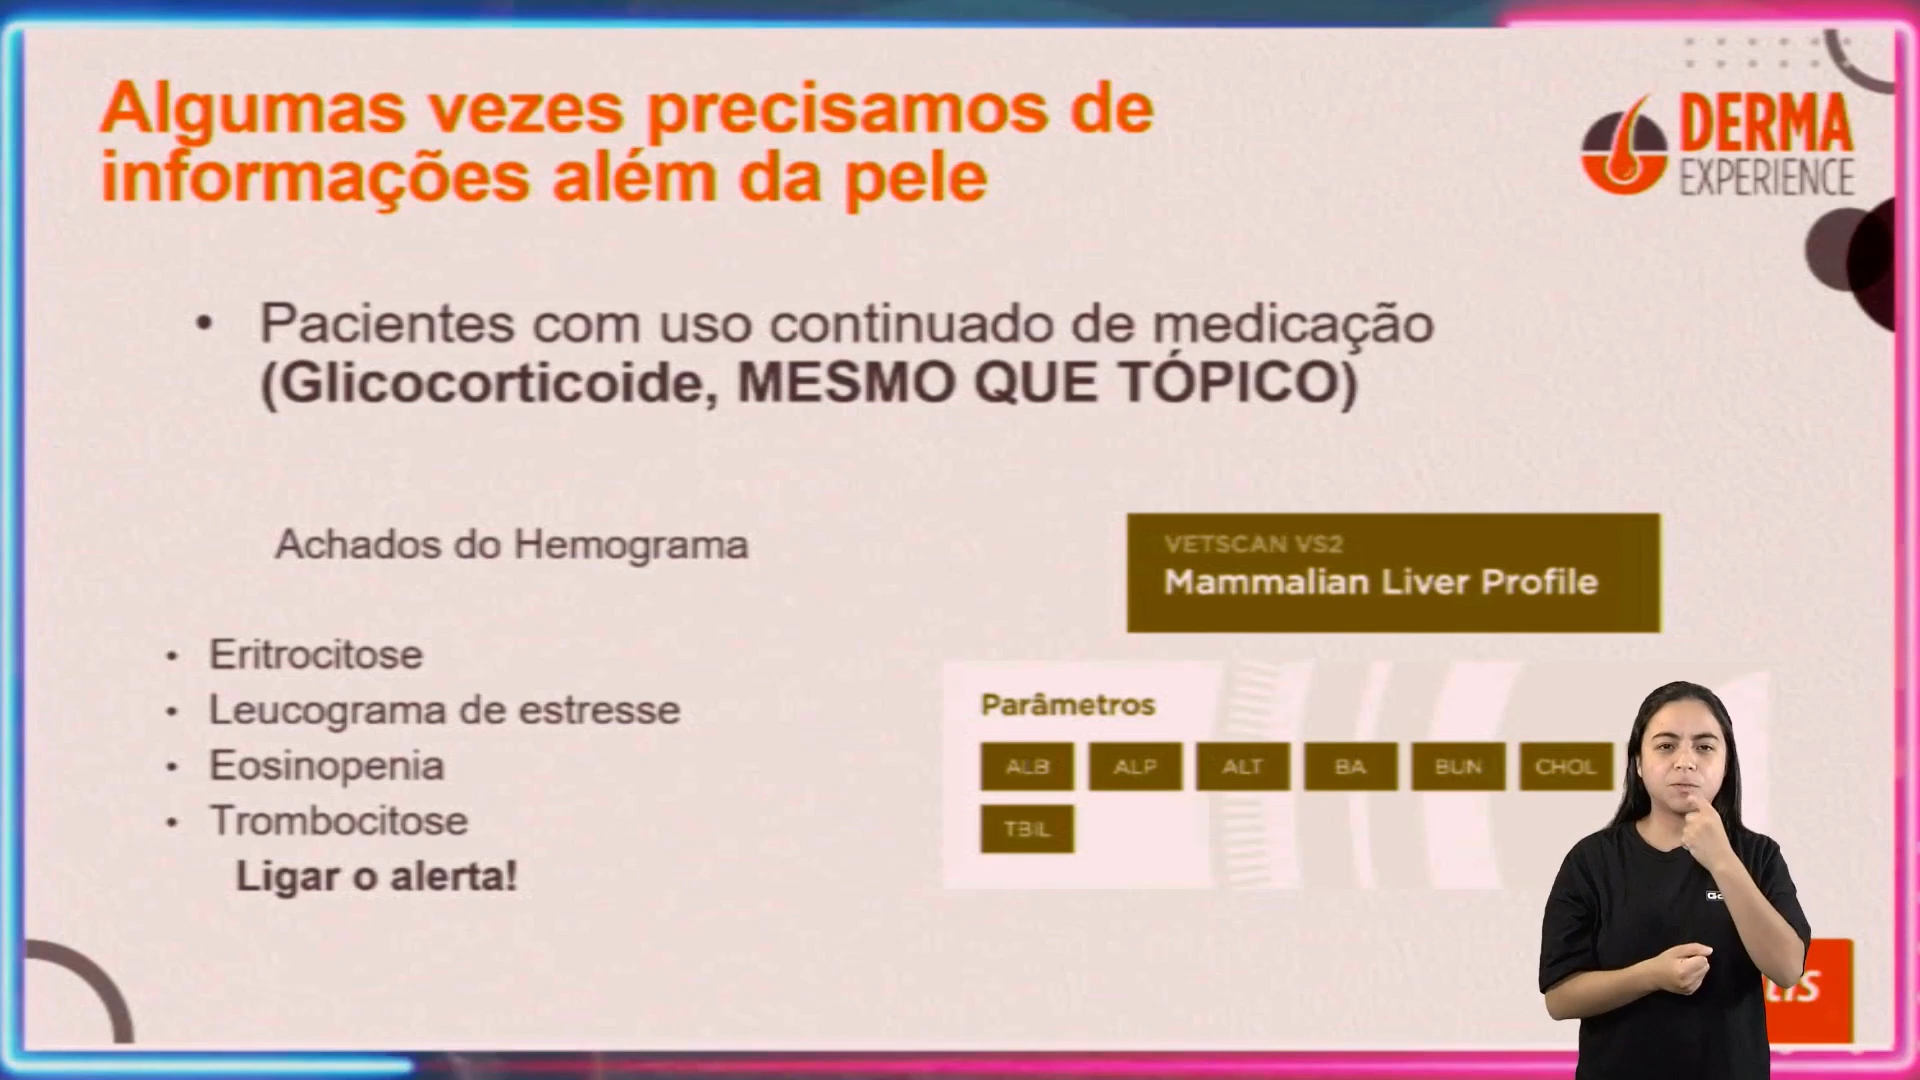 Algumas vezes precisamos de
informações além da pele
DERMA
EXPERIENCE
• Pacientes com uso continuado de medicação
(Glicocorticoide, MESMO QUE TÓPICO)
Achados do Hemograma
• Eritrocitose
• Leucograma de estresse
• Eosinopenia
• Trombocitose
Ligar o alerta!
VETSCAN VS2
Mammalian Liver Profile
Parâmetros
ALB ALP ALT BA BUN CHOL
TBIL